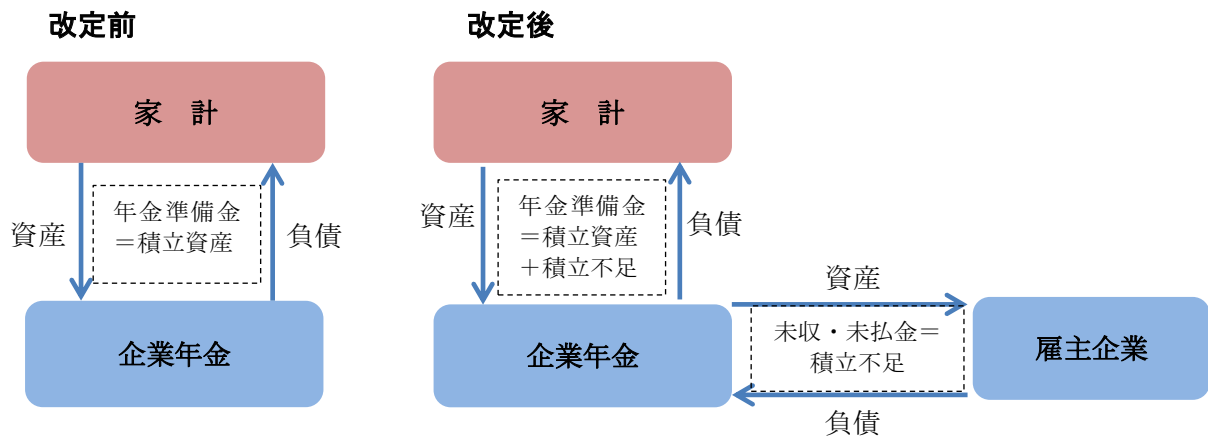 改定前
家　計
資産
年金準備金
＝積立資産
負債
企業年金
改定後
家　計
資産
年金準備金
＝積立資産
＋積立不足
負債
企業年金
資産
未収・未払金＝
積立不足
負債
雇主企業